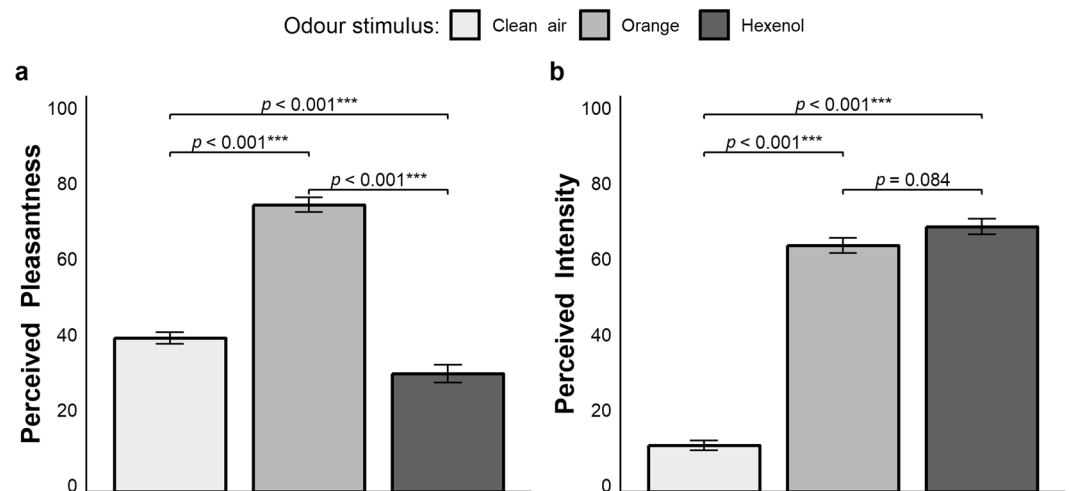 Odour stimulus: Clean air Orange Hexenol
a
Perceived Pleasantness
100
80
60
40
20
0
p < 0.001***
p < 0.001***
p < 0.001***
b
Perceived Intensity
100
80
60
40
20
0
p < 0.001***
p < 0.001***
p = 0.084